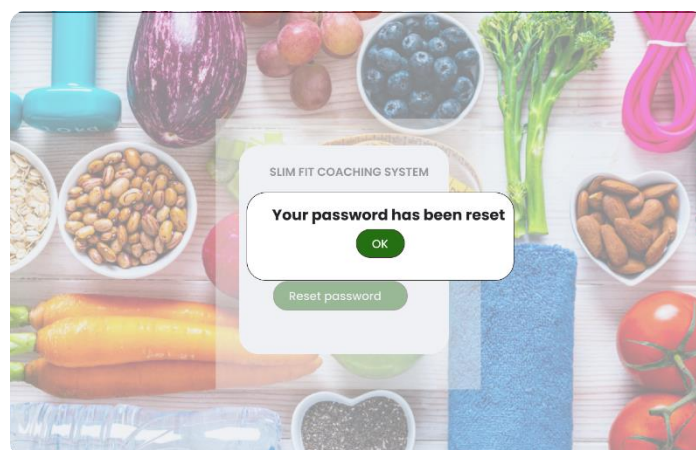 SLIM FIT COACHING SYSTEM
Your password has been reset
OK
Reset password